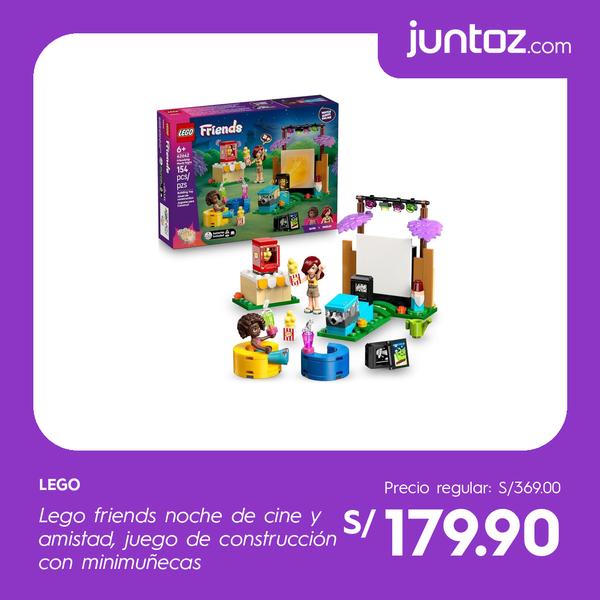 juntoz.com
LEGO
Friends
6+
42642
154
pcs/
pzs
LEGO
Precio regular: S/369.00
Lego friends noche de cine y
amistad, juego de construcción
con minimuñecas
S/179.90